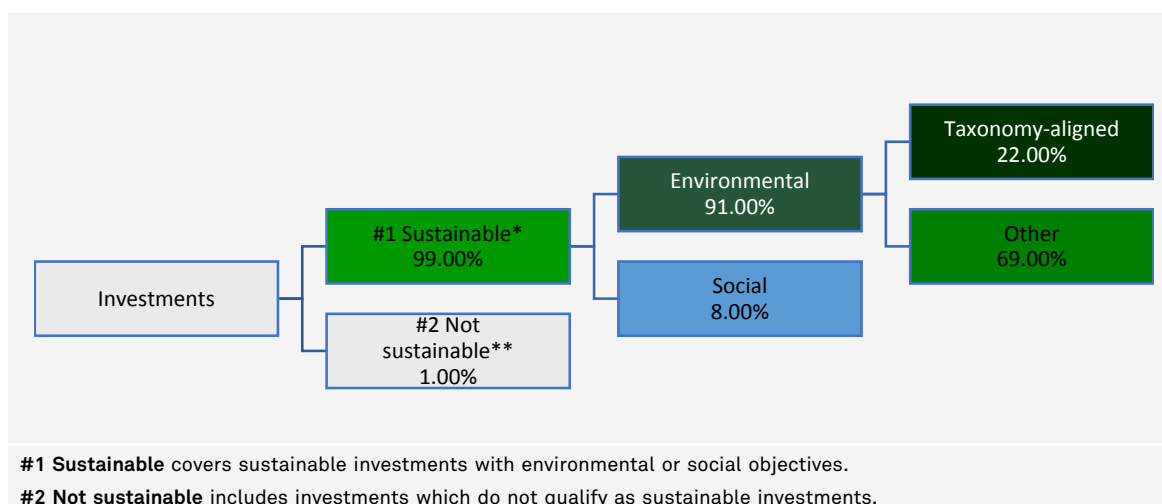 Investments
#1 Sustainable*
99.00%
#2 Not
sustainable**
1.00%
Environmental
91.00%
Social
8.00%
Taxonomy-aligned
22.00%
Other
69.00%
#1 Sustainable covers sustainable investments with environmental or social objectives.
#2 Not sustainable includes investments which do not qualify as sustainable investments.